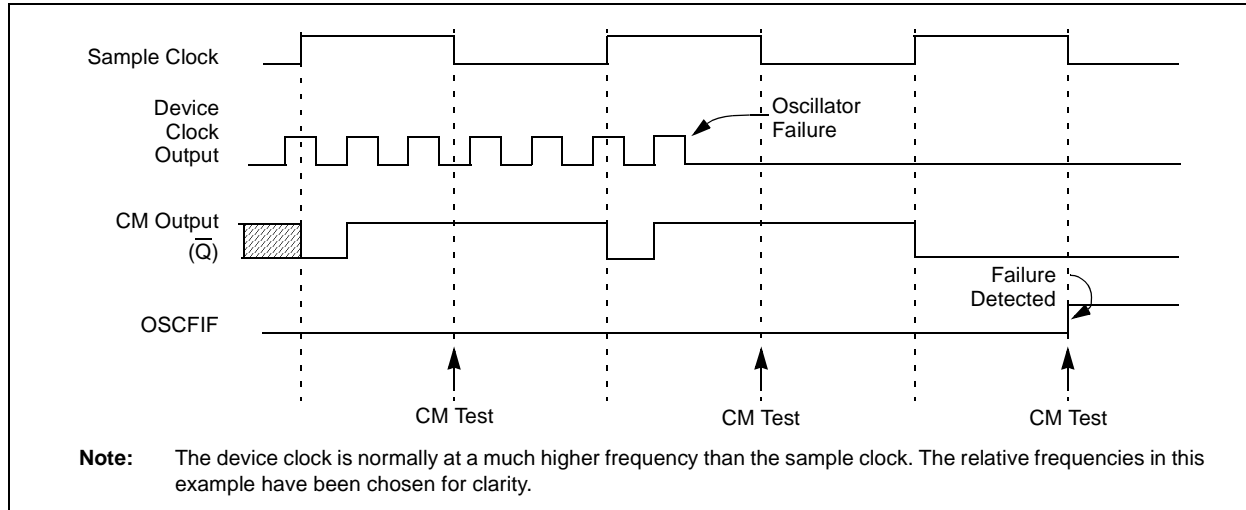 Sample Clock
Device
Clock
Output
Oscillator
Failure
CM Output
(Q̅)
Failure
Detected
OSCFIF
CM Test
CM Test
CM Test
Note: The device clock is normally at a much higher frequency than the sample clock. The relative frequencies in this
example have been chosen for clarity.